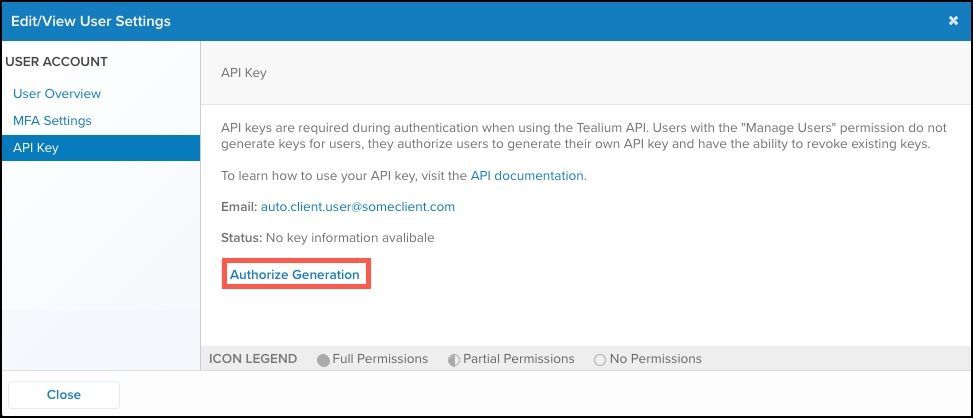 Edit/View User Settings
USER ACCOUNT
User Overview
MFA Settings
API Key
API Key
API keys are required during authentication when using the Tealium API. Users with the "Manage Users" permission do not
generate keys for users, they authorize users to generate their own API key and have the ability to revoke existing keys.
To learn how to use your API key, visit the API documentation.
Email: auto.client.user@someclient.com
Status: No key information avalibale
Authorize Generation
ICON LEGEND Full Permissions Partial Permissions No Permissions
Close